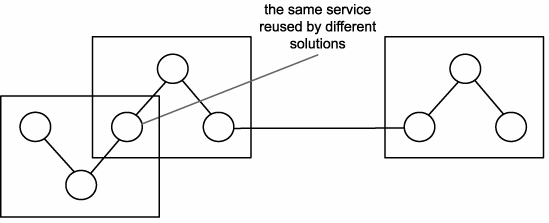 the same service
reused by different
solutions